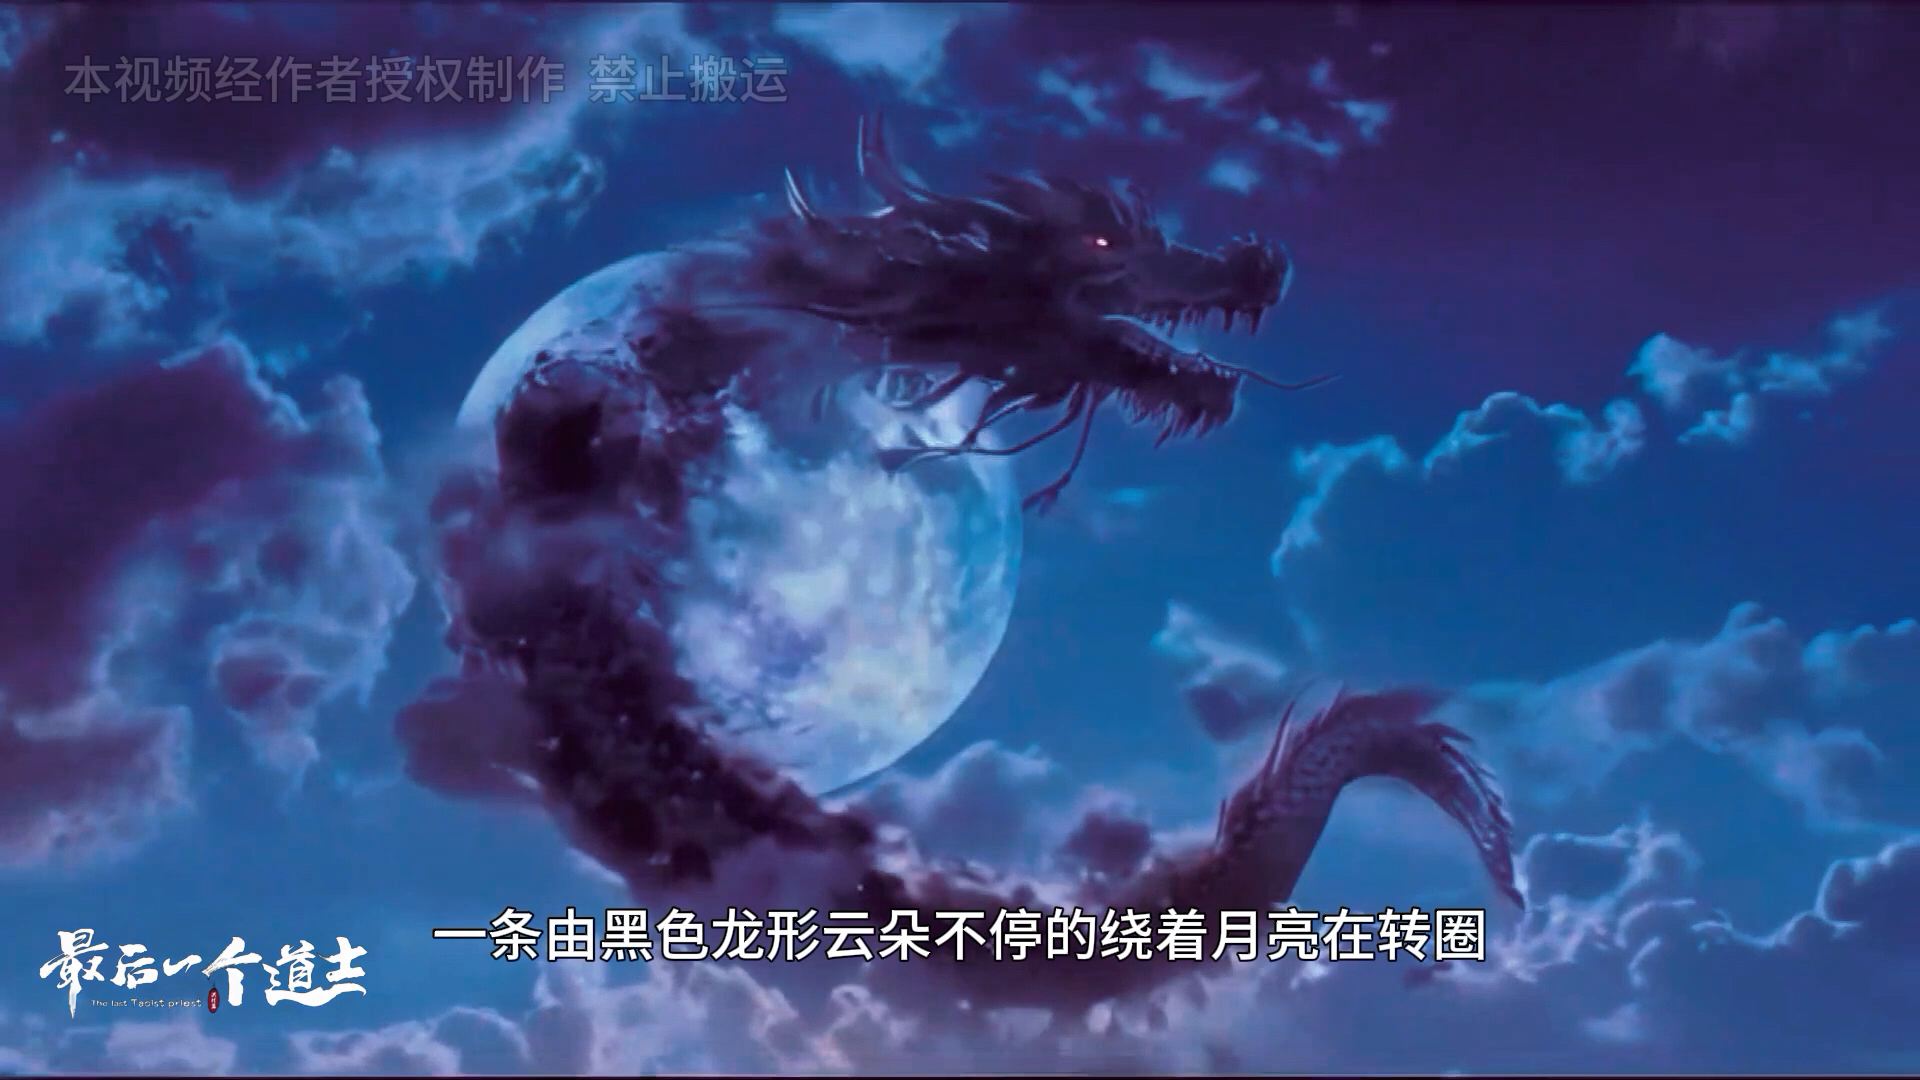 本视频经作者授权制作 禁止搬运
一条由黑色龙形云朵不停的绕着月亮在转圈
最后一个道士
The last Taoist priest